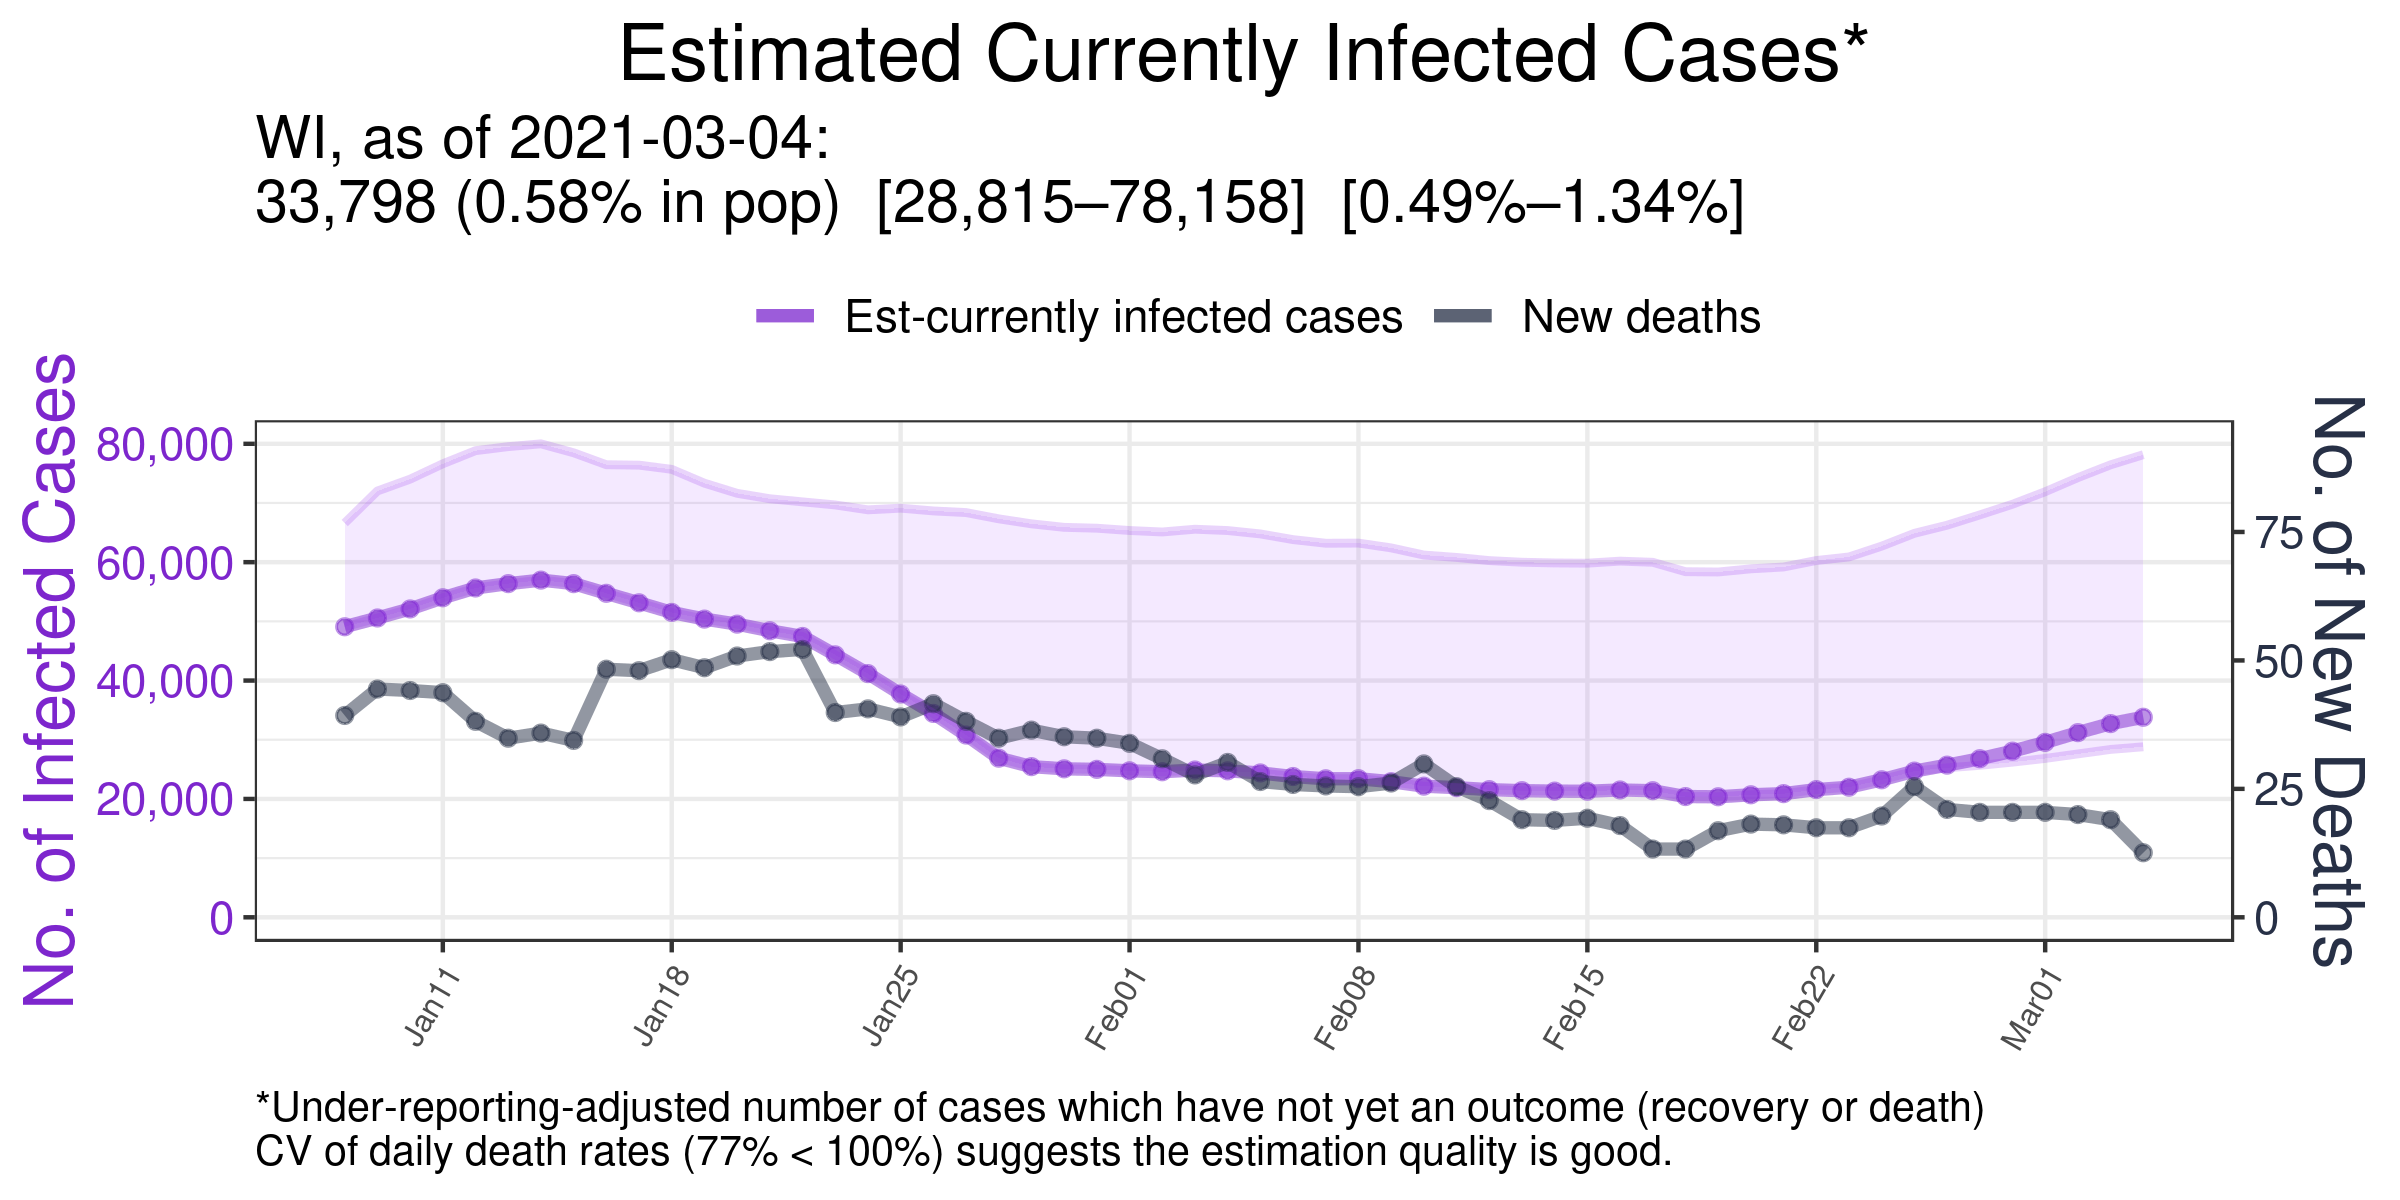 Estimated Currently Infected Cases*
WI, as of 2021-03-04:
33,798 (0.58% in pop)  [28,815–78,158]  [0.49%–1.34%]
Est-currently infected cases
New deaths
No. of Infected Cases
80,000
60,000
40,000
20,000
0
No. of New Deaths
75
50
25
0
Jan11
Jan18
Jan25
Feb01
Feb08
Feb15
Feb22
Mar01
*Under-reporting-adjusted number of cases which have not yet an outcome (recovery or death)
CV of daily death rates (77% < 100%) suggests the estimation quality is good.